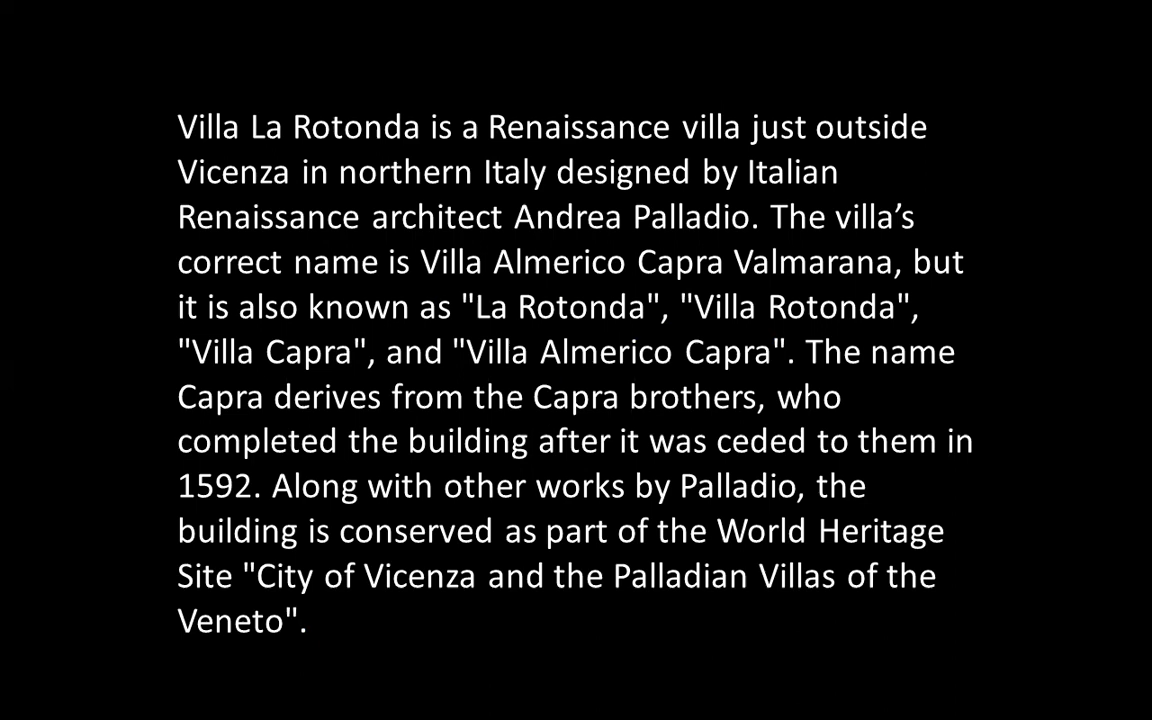 Villa La Rotonda is a Renaissance villa just outside
Vicenza in northern Italy designed by Italian
Renaissance architect Andrea Palladio. The villa’s
correct name is Villa Almerico Capra Valmarana, but
it is also known as "La Rotonda", "Villa Rotonda",
"Villa Capra", and "Villa Almerico Capra". The name
Capra derives from the Capra brothers, who
completed the building after it was ceded to them in
1592. Along with other works by Palladio, the
building is conserved as part of the World Heritage
Site "City of Vicenza and the Palladian Villas of the
Veneto".